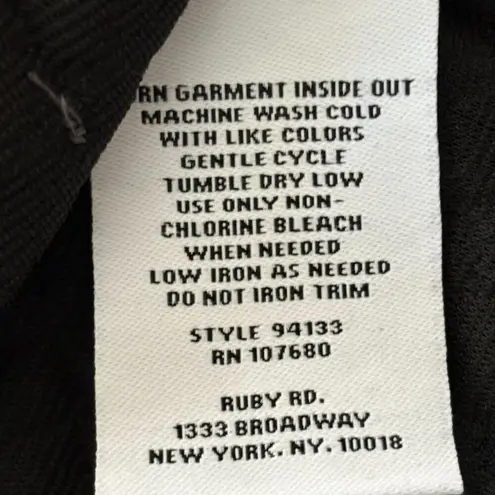 RN GARMENT INSIDE OUT
MACHINE WASH COLD
WITH LIKE COLORS
GENTLE CYCLE
TUMBLE DRY LOW
USE ONLY NON-
CHLORINE BLEACH
WHEN NEEDED
LOW IRON AS NEEDED
DO NOT IRON TRIM
STYLE 94133
RN 107680
RUBY RD.
1333 BROADWAY
NEW YORK. NY. 10018